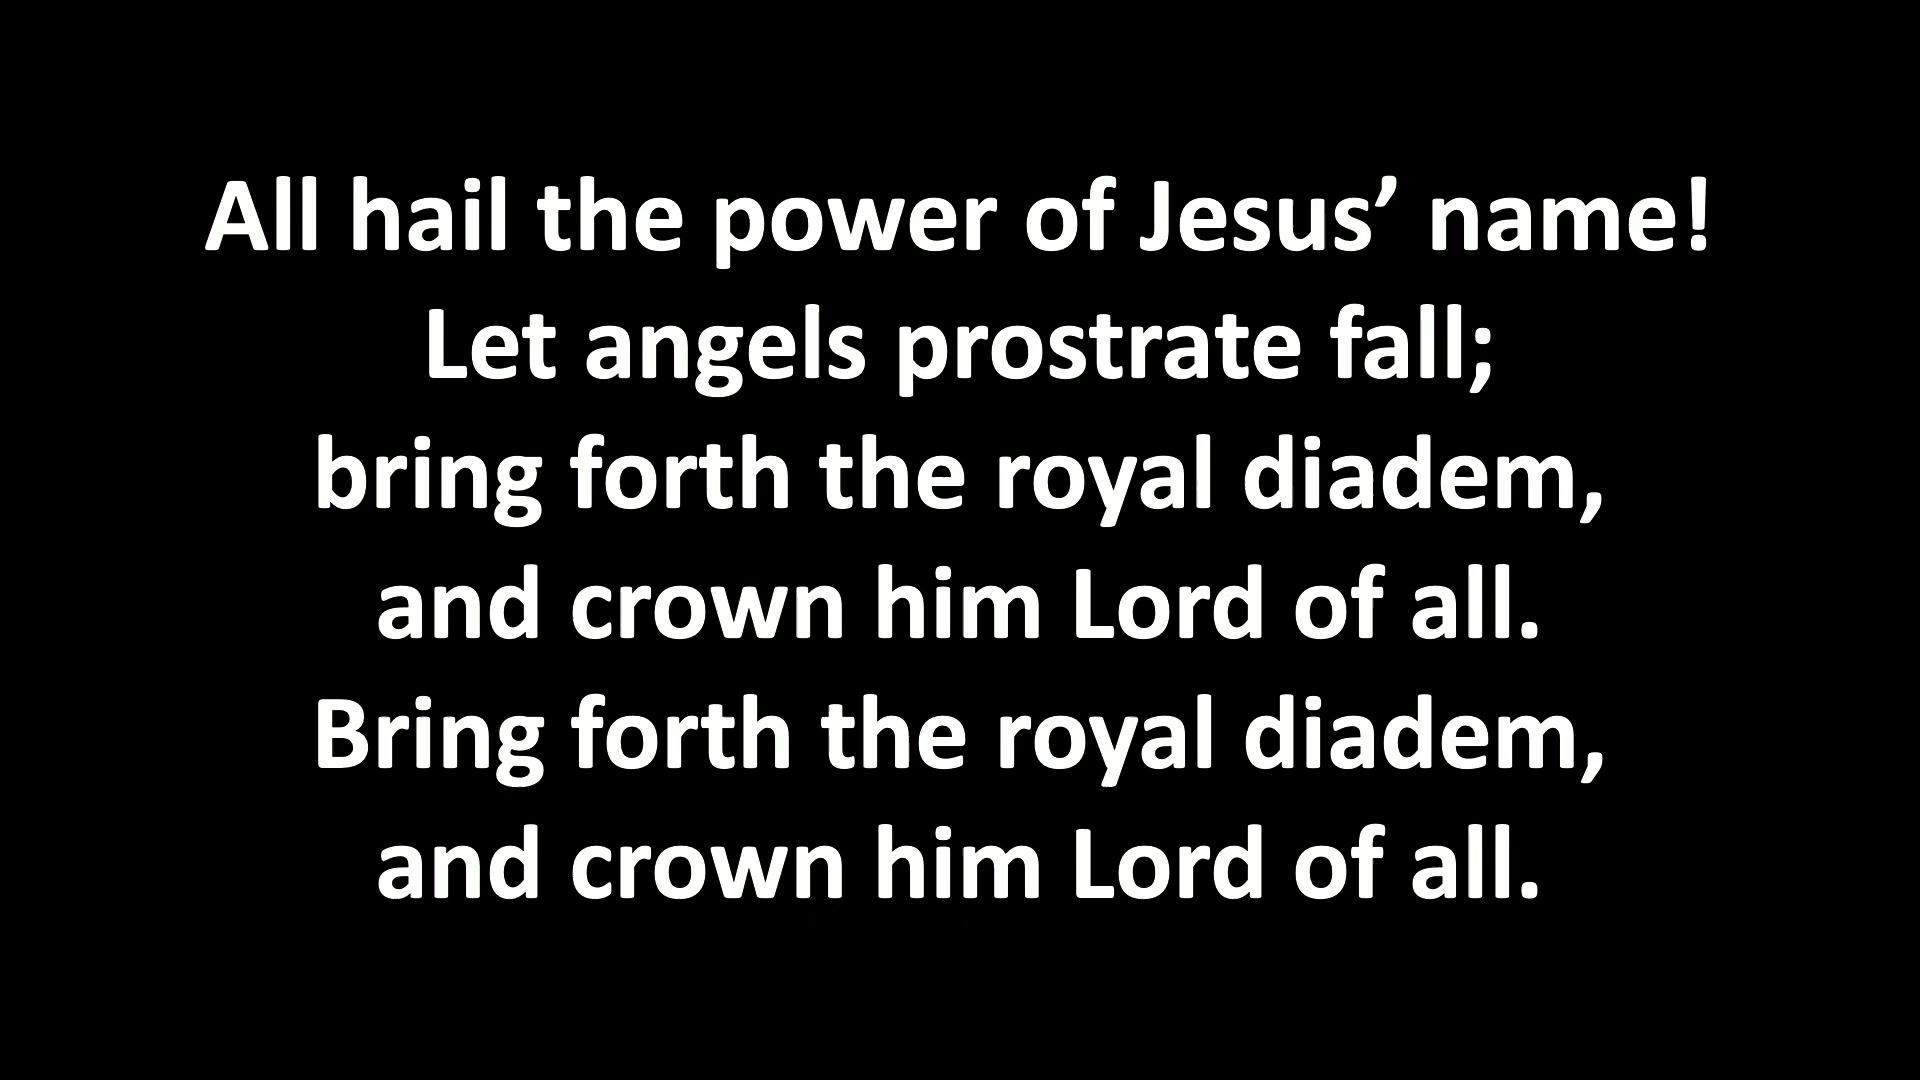 All hail the power of Jesus’ name!
Let angels prostrate fall;
bring forth the royal diadem,
and crown him Lord of all.
Bring forth the royal diadem,
and crown him Lord of all.